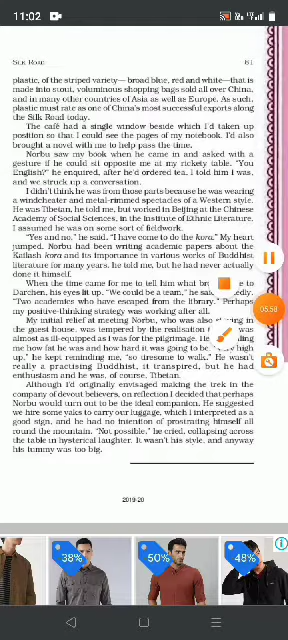 11:02
SILK ROAD 81
plastic, of the striped variety— broad blue, red and white—that is
made into stout, voluminous shopping bags sold all over China,
and in many other countries of Asia as well as Europe. As such,
plastic must rate as one of China's most successful exports along
the Silk Road today.
The café had a single window beside which I'd taken up
position so that I could see the pages of my notebook. I'd also
brought a novel with me to help pass the time.
Norbu saw my book when he came in and asked with a
gesture if he could sit opposite me at my rickety table. "You
English?" he enquired, after he'd ordered tea. I told him I was,
and we struck up a conversation.
I didn't think he was from those parts because he was wearing
a windcheater and metal-rimmed spectacles of a Western style.
He was Tibetan, he told me, but worked in Beijing at the Chinese
Academy of Social Sciences, in the Institute of Ethnic Literature.
I assumed he was on some sort of fieldwork.
"Yes and no," he said. "I have come to do the kora." My heart
jumped. Norbu had been writing academic papers about the
Kailash kora and its importance in various works of Buddhist
literature for many years, he told me, but he had never actually
done it himself.
When the time came for me to tell him what me to
Darchen, his eyes lit up. "We could be a team," he said edly.
"Two academics who have escaped from the library." Perhaps
my positive-thinking strategy was working after all.
05:58
My initial relief at meeting Norbu, who was also in
the guest house, was tempered by the realisation was
almost as ill-equipped as I was for the pilgrimage. He ling
me how fat he was and how hard it was going to be. high
up," he kept reminding me, "so tiresome to walk." He wasn't
really a practising Buddhist, it transpired, but he had
enthusiasm and he was, of course, Tibetan.
Although I'd originally envisaged making the trek in the
company of devout believers, on reflection I decided that perhaps
Norbu would turn out to be the ideal companion. He suggested
we hire some yaks to carry our luggage, which I interpreted as a
good sign, and he had no intention of prostrating himself all
round the mountain. "Not possible," he cried, collapsing across
the table in hysterical laughter. It wasn't his style, and anyway
his tummy was too big.
2019-20
38% 50% 48%